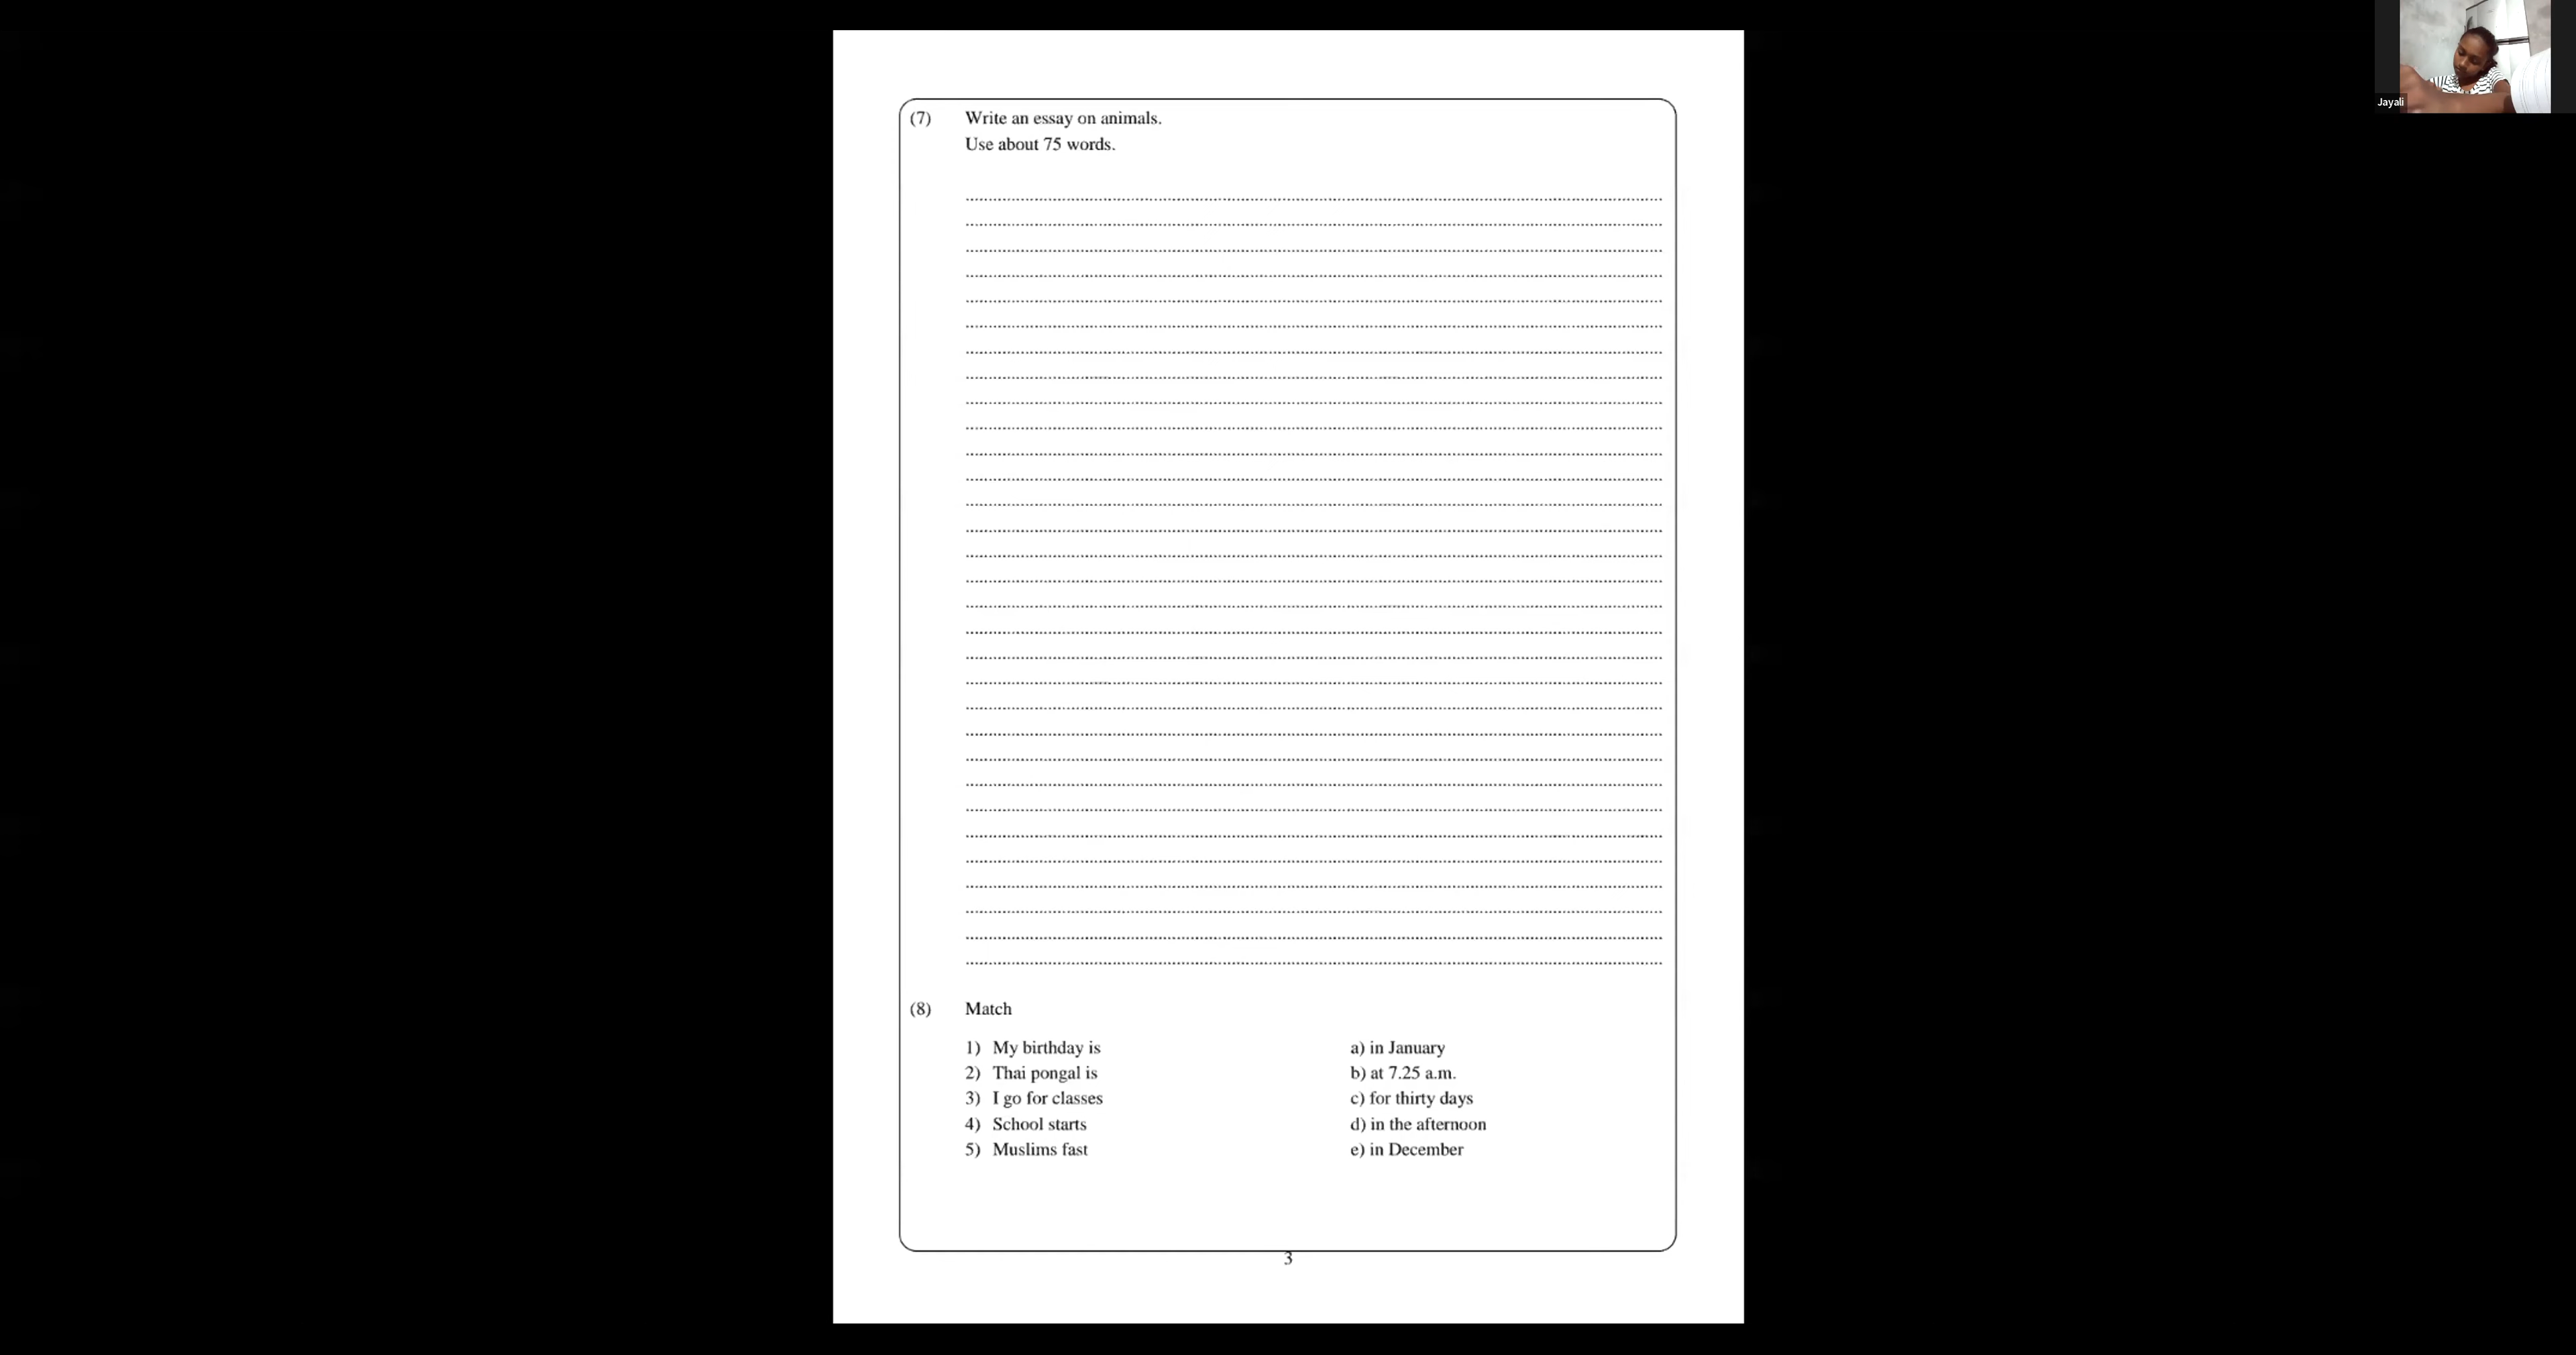 Jayali
(7) Write an essay on animals.
Use about 75 words.
(8) Match
1) My birthday is a) in January
2) Thai pongal is b) at 7.25 a.m.
3) I go for classes c) for thirty days
4) School starts d) in the afternoon
5) Muslims fast e) in December
3